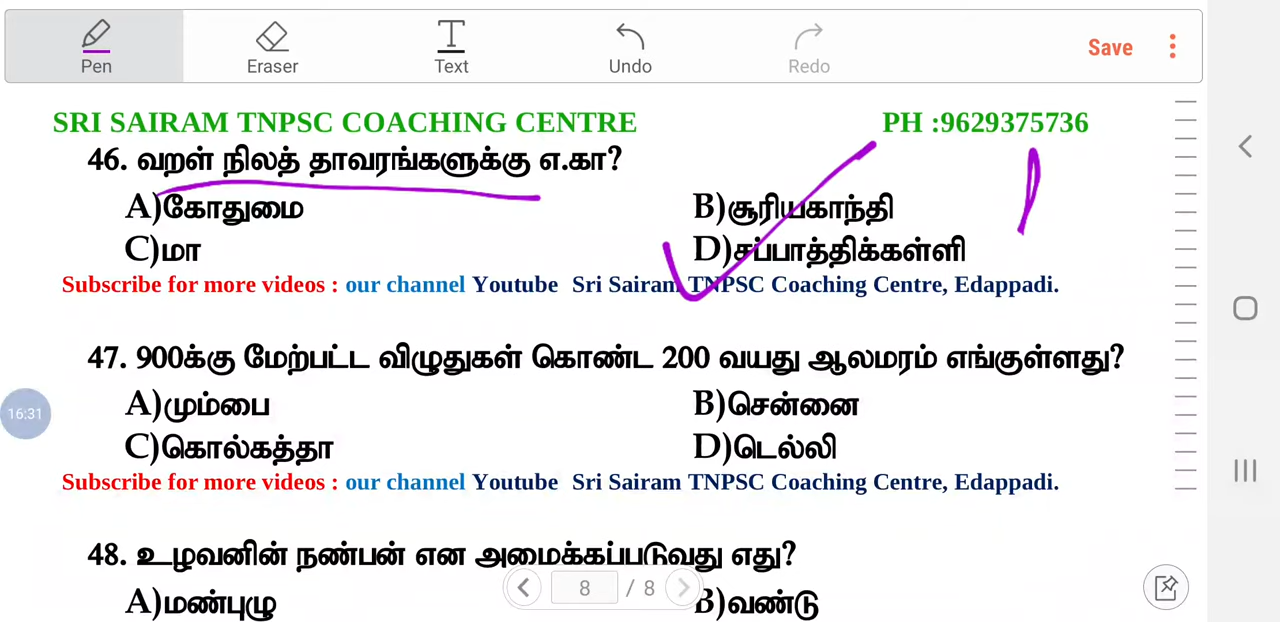 Pen
Eraser
Text
Undo
Redo
Save
SRI SAIRAM TNPSC COACHING CENTRE PH :9629375736
46. வறள் நிலத் தாவரங்களுக்கு எ.கா?
A)கோதுமை B)சூரியகாந்தி
C)மா D)சப்பாத்திக்கள்ளி
Subscribe for more videos : our channel Youtube Sri Sairam TNPSC Coaching Centre, Edappadi.
47. 900க்கு மேற்பட்ட விழுதுகள் கொண்ட 200 வயது ஆலமரம் எங்குள்ளது?
16:31
A)மும்பை B)சென்னை
C)கொல்கத்தா D)டெல்லி
Subscribe for more videos : our channel Youtube Sri Sairam TNPSC Coaching Centre, Edappadi.
48. உழவனின் நண்பன் என அமைக்கப்படுவது எது?
8 / 8
A)மண்புழு B)வண்டு